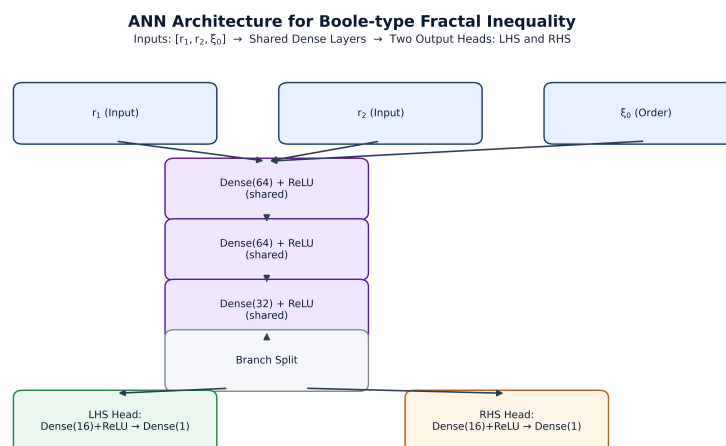 ANN Architecture for Boole-type Fractal Inequality
Inputs: [r₁, r₂, ξ₀] → Shared Dense Layers → Two Output Heads: LHS and RHS
r₁ (Input)
r₂ (Input)
ξ₀ (Order)
Dense(64) + ReLU
(shared)
Dense(64) + ReLU
(shared)
Dense(32) + ReLU
(shared)
Branch Split
LHS Head:
Dense(16)+ReLU → Dense(1)
RHS Head:
Dense(16)+ReLU → Dense(1)